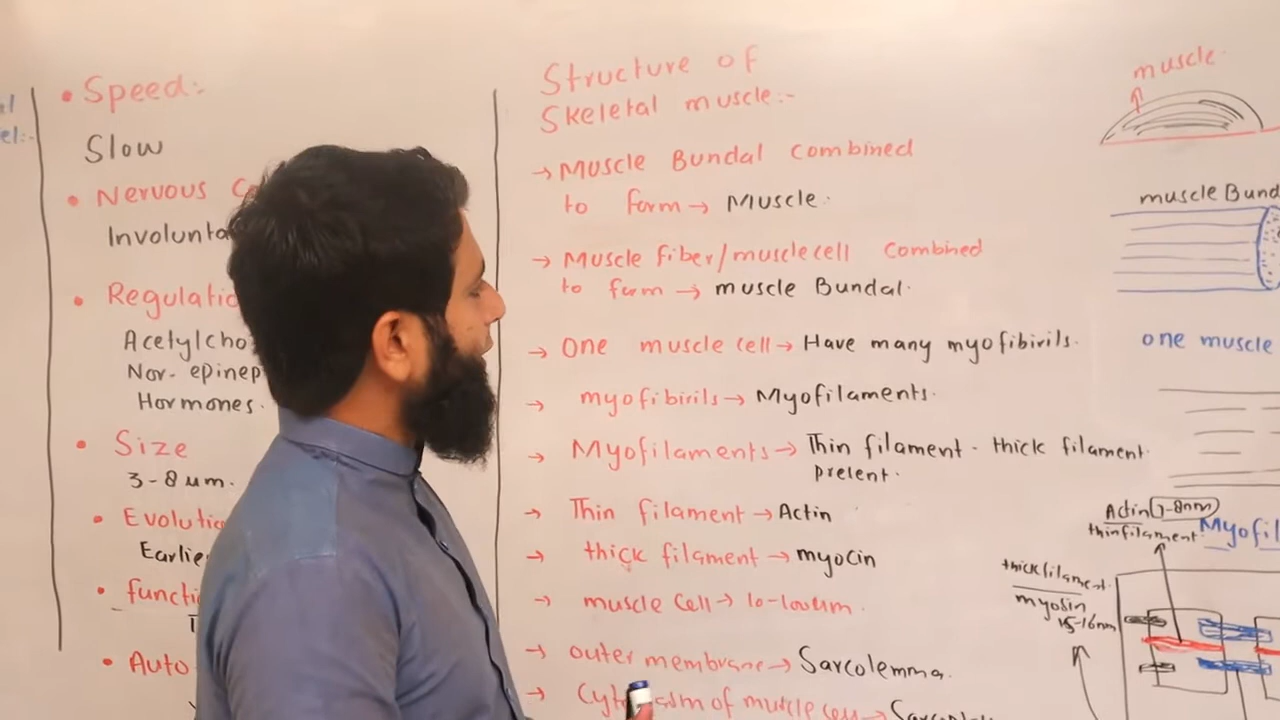 • Speed:-
Slow
• Nervous
• Regulatio
Acetylcho
Nor-epinep
Hormones.
• Size
3-8 um.
• Evolutio
Earlie
• functi
• Auto
Structure of
Skeletal muscle:-
→ Muscle Bundal Combined
to form → Muscle.
→ Muscle fiber/muscle cell Combined
to form → muscle Bundal.
→ One muscle cell → Have many myofibirils.
→ myofibirils → Myofilaments.
→ Myofilaments → Thin filament - thick filament
prelent.
→ Thin filament → Actin
→ thick filament → myocin
→ muscle Cell → 10-100um.
→ outer membrane → Sarcolemma.
→ of muscle cell →
muscle
muscle Bund
one muscle
Actin 7-8nm
thin filament
Myofil
thick filament
myosin
15-16nm